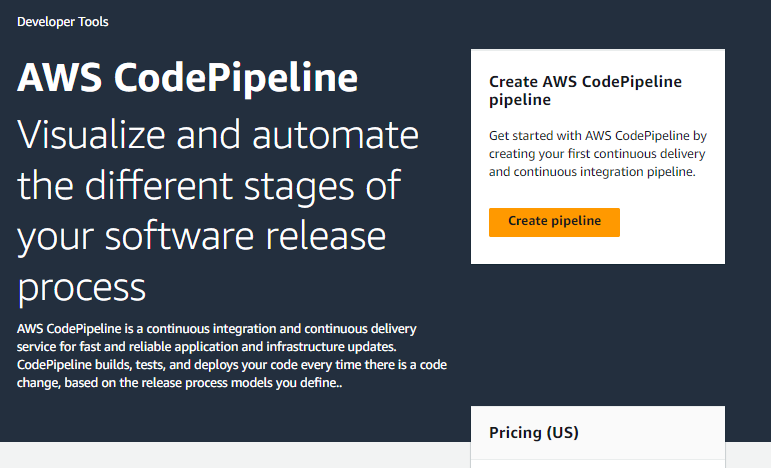 Developer Tools
AWS CodePipeline
Visualize and automate
the different stages of
your software release
process
AWS CodePipeline is a continuous integration and continuous delivery
service for fast and reliable application and infrastructure updates.
CodePipeline builds, tests, and deploys your code every time there is a code
change, based on the release process models you define..
Create AWS CodePipeline
pipeline
Get started with AWS CodePipeline by
creating your first continuous delivery
and continuous integration pipeline.
Create pipeline
Pricing (US)